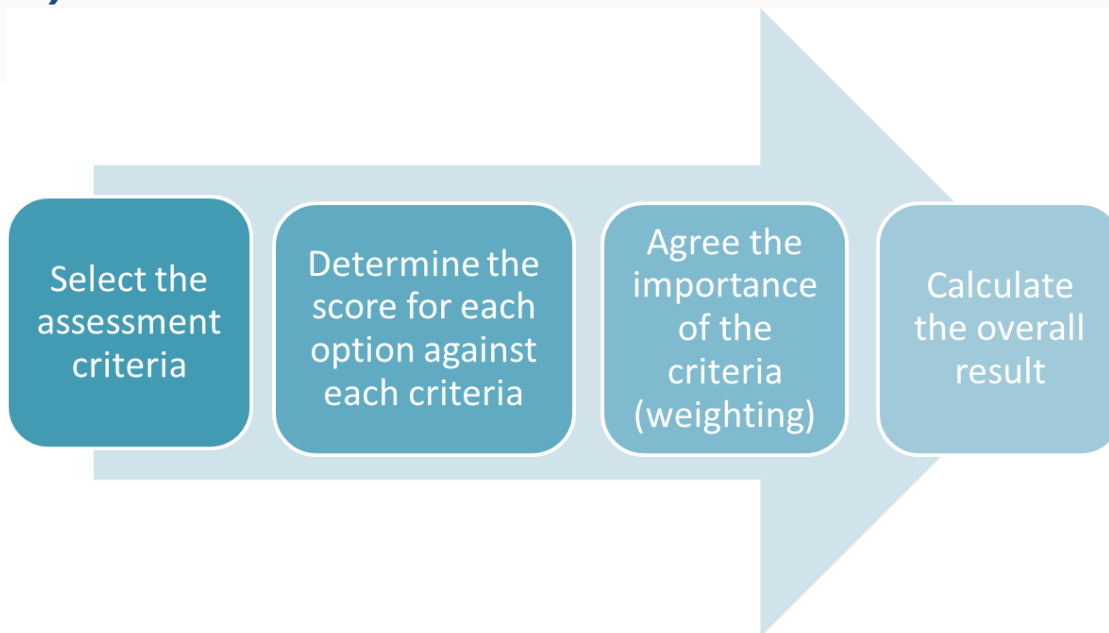 Select the
assessment
criteria
Determine the
score for each
option against
each criteria
Agree the
importance
of the
criteria
(weighting)
Calculate
the overall
result